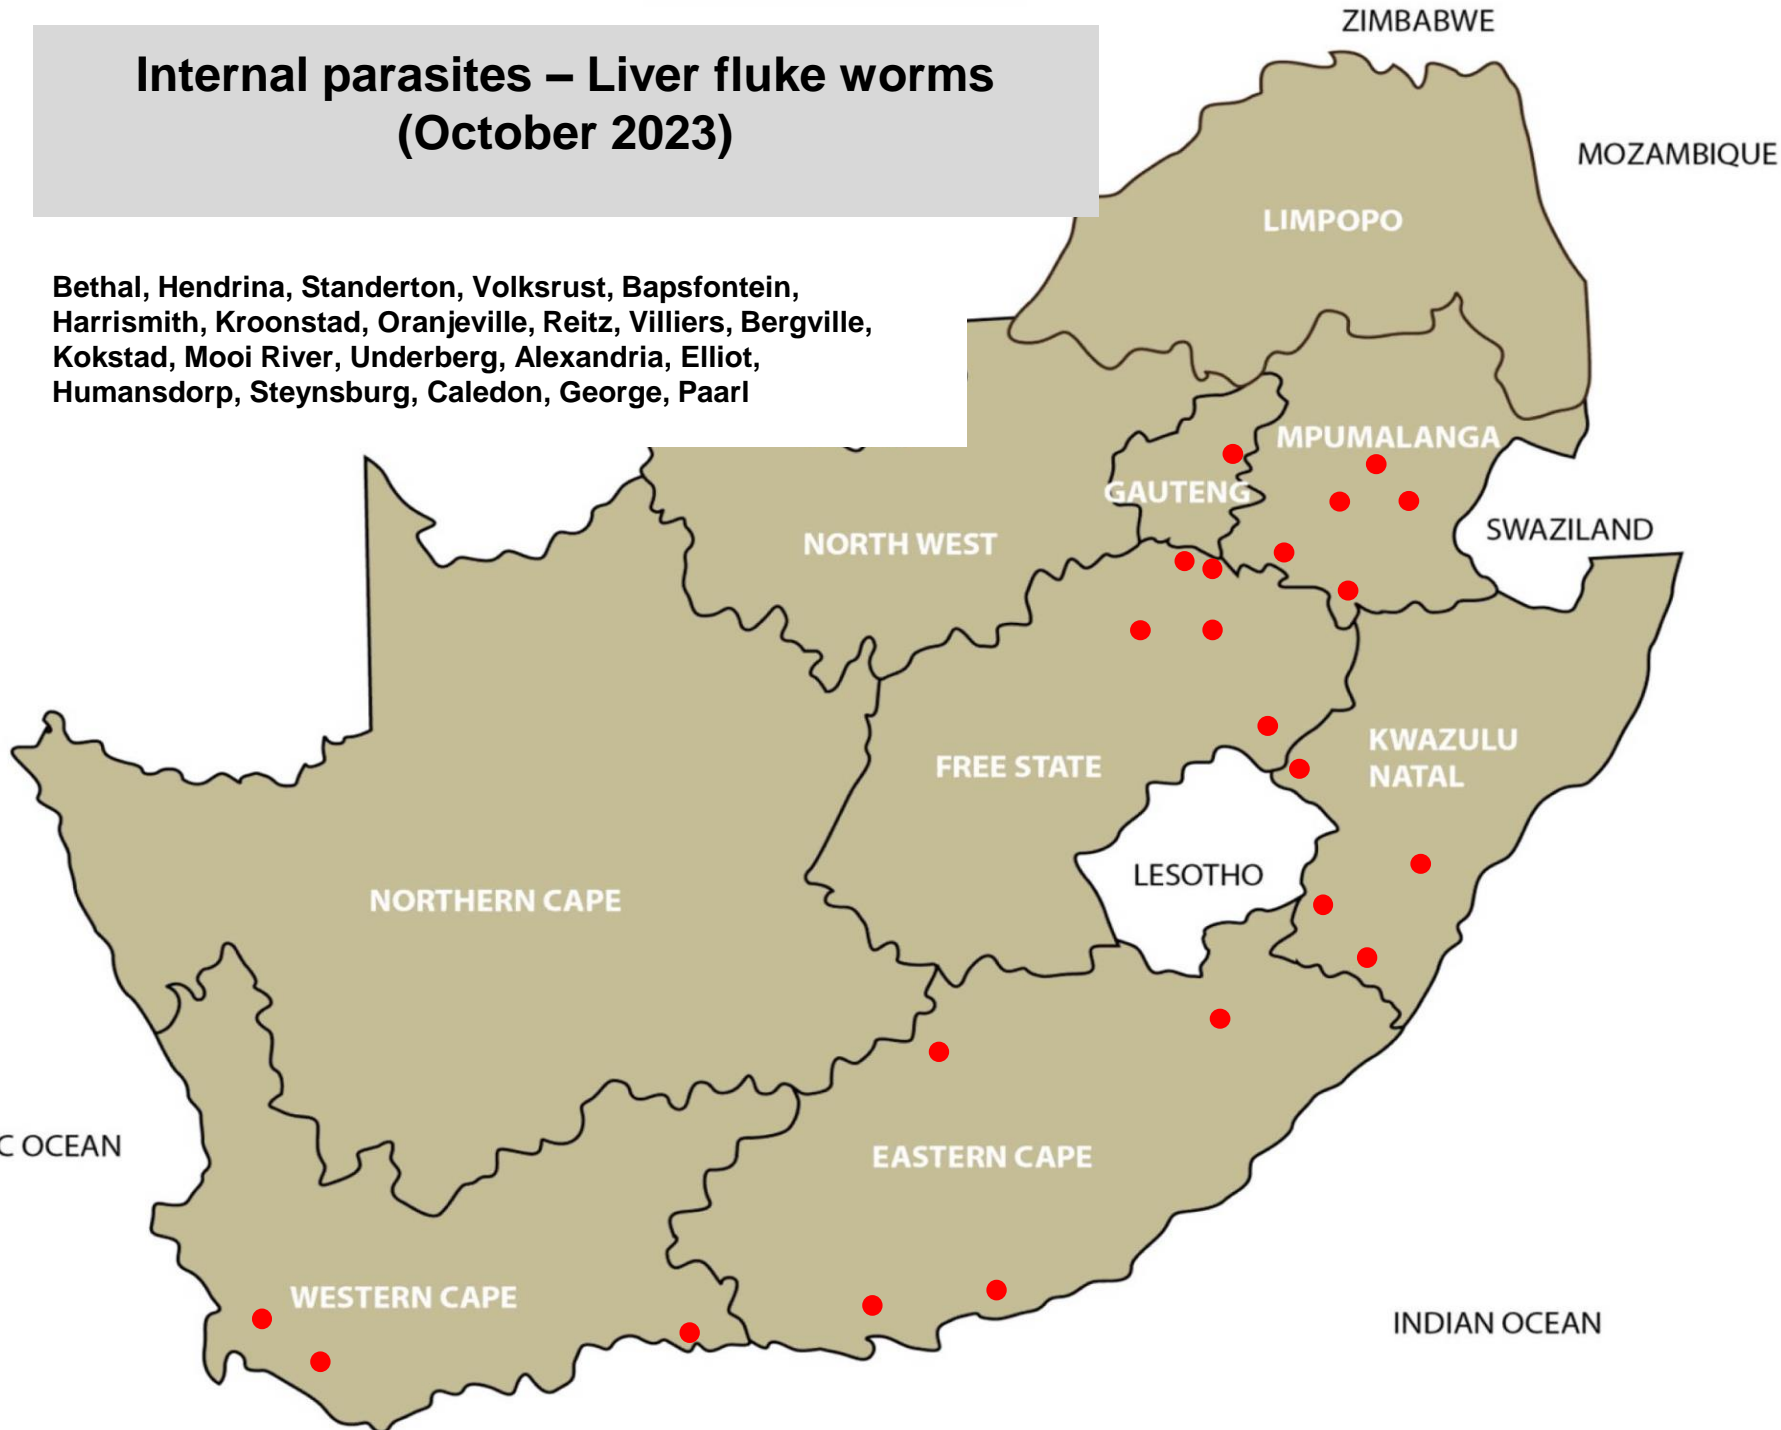 Internal parasites – Liver fluke worms
(October 2023)
Bethal, Hendrina, Standerton, Volksrust, Bapsfontein,
Harrismith, Kroonstad, Oranjeville, Reitz, Villiers, Bergville,
Kokstad, Mooi River, Underberg, Alexandria, Elliot,
Humansdorp, Steynsburg, Caledon, George, Paarl
ZIMBABWE
MOZAMBIQUE
LIMPOPO
MPUMALANGA
GAUTENG
SWAZILAND
NORTH WEST
KWAZULU
NATAL
FREE STATE
LESOTHO
NORTHERN CAPE
C OCEAN
EASTERN CAPE
WESTERN CAPE
INDIAN OCEAN